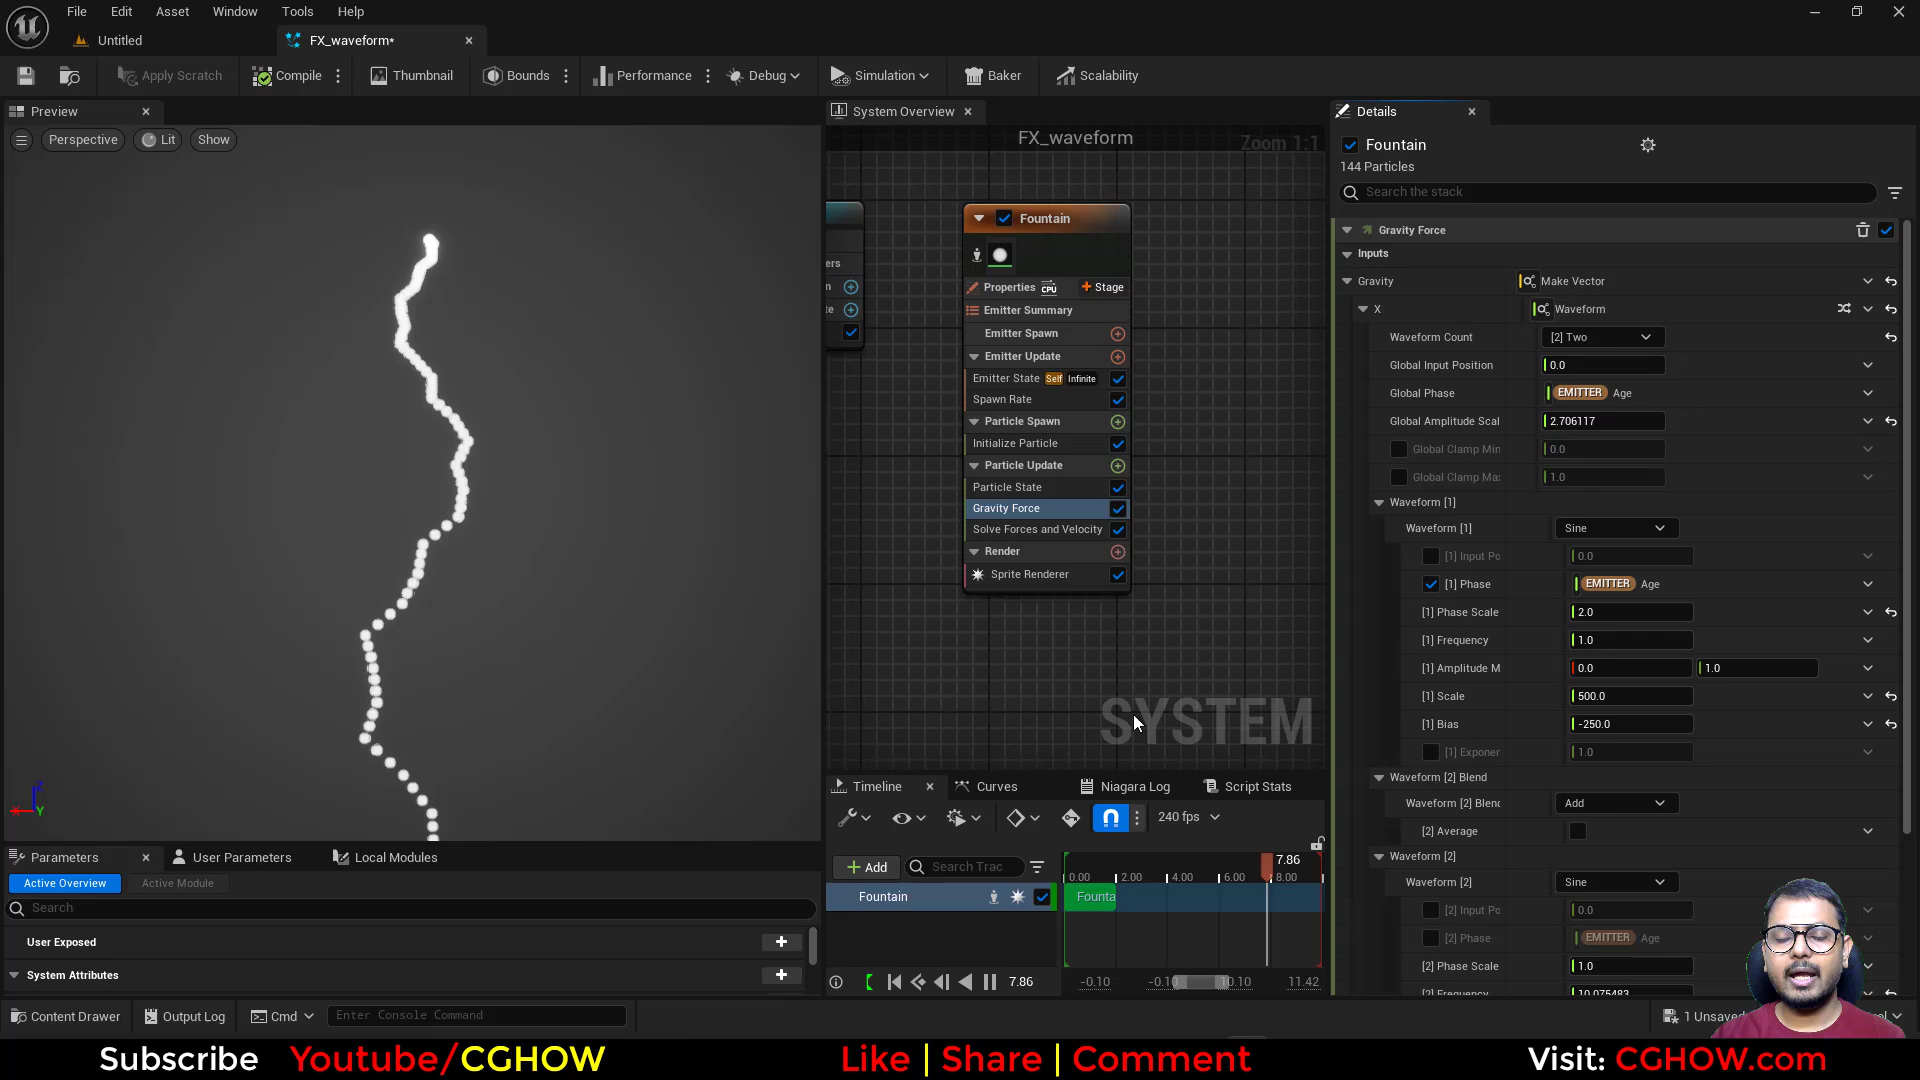 File Edit Asset Window Tools Help
Untitled FX_waveform*
Apply Scratch Compile Thumbnail Bounds Performance Debug Simulation Baker Scalability
Preview
Perspective Lit Show
System Overview
FX_waveform
Zoom 1:1
Fountain
Properties CPU Stage
Emitter Summary
Emitter Spawn
Emitter Update
Emitter State Self Infinite
Spawn Rate
Particle Spawn
Initialize Particle
Particle Update
Particle State
Gravity Force
Solve Forces and Velocity
Render
Sprite Renderer
SYSTEM
Details
Fountain
144 Particles
Search the stack
Gravity Force
Inputs
Gravity Make Vector
X Waveform
Waveform Count [2] Two
Global Input Position 0.0
Global Phase EMITTER Age
Global Amplitude Scal 2.706117
Global Clamp Min 0.0
Global Clamp Ma 1.0
Waveform [1]
Waveform [1] Sine
[1] Input Po 0.0
[1] Phase EMITTER Age
[1] Phase Scale 2.0
[1] Frequency 1.0
[1] Amplitude M 0.0 1.0
[1] Scale 500.0
[1] Bias -250.0
[1] Exponer 1.0
Waveform [2] Blend
Waveform [2] Blend Add
[2] Average
Waveform [2]
Waveform [2] Sine
[2] Input Po 0.0
[2] Phase EMITTER Age
[2] Phase Scale 1.0
[2] Frequency 10.075483
Timeline Curves Niagara Log Script Stats
240 fps
Add Search Trac
7.86
0.00 2.00 4.00 6.00 8.00
Fountain Founta
7.86 -0.10 -0.10 10.10 11.42
Parameters User Parameters Local Modules
Active Overview Active Module
Search
User Exposed
System Attributes
Content Drawer Output Log Cmd Enter Console Command
1 Unsaved
Subscribe Youtube/CGHOW Like | Share | Comment Visit: CGHOW.com